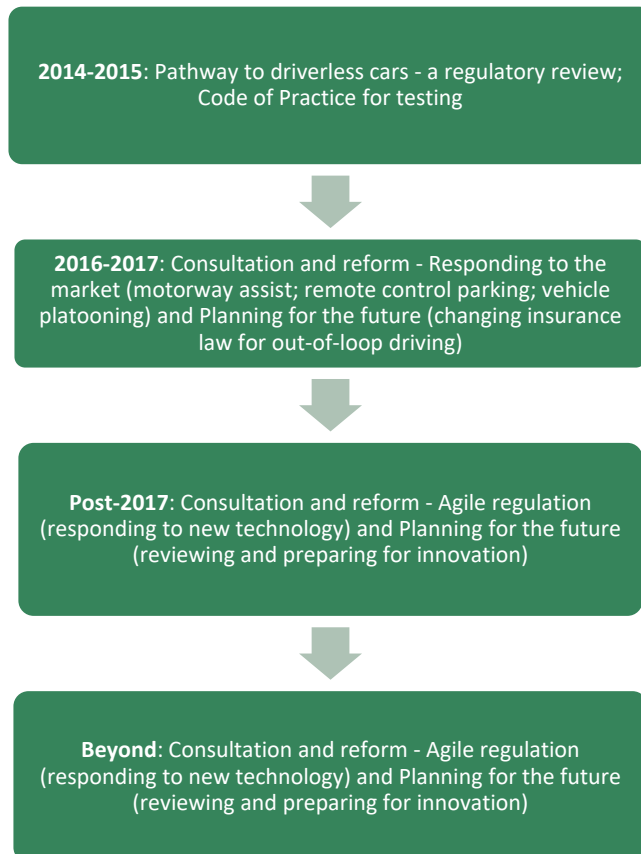 2014-2015: Pathway to driverless cars - a regulatory review;
Code of Practice for testing
2016-2017: Consultation and reform - Responding to the
market (motorway assist; remote control parking; vehicle
platooning) and Planning for the future (changing insurance
law for out-of-loop driving)
Post-2017: Consultation and reform - Agile regulation
(responding to new technology) and Planning for the future
(reviewing and preparing for innovation)
Beyond: Consultation and reform - Agile regulation
(responding to new technology) and Planning for the future
(reviewing and preparing for innovation)